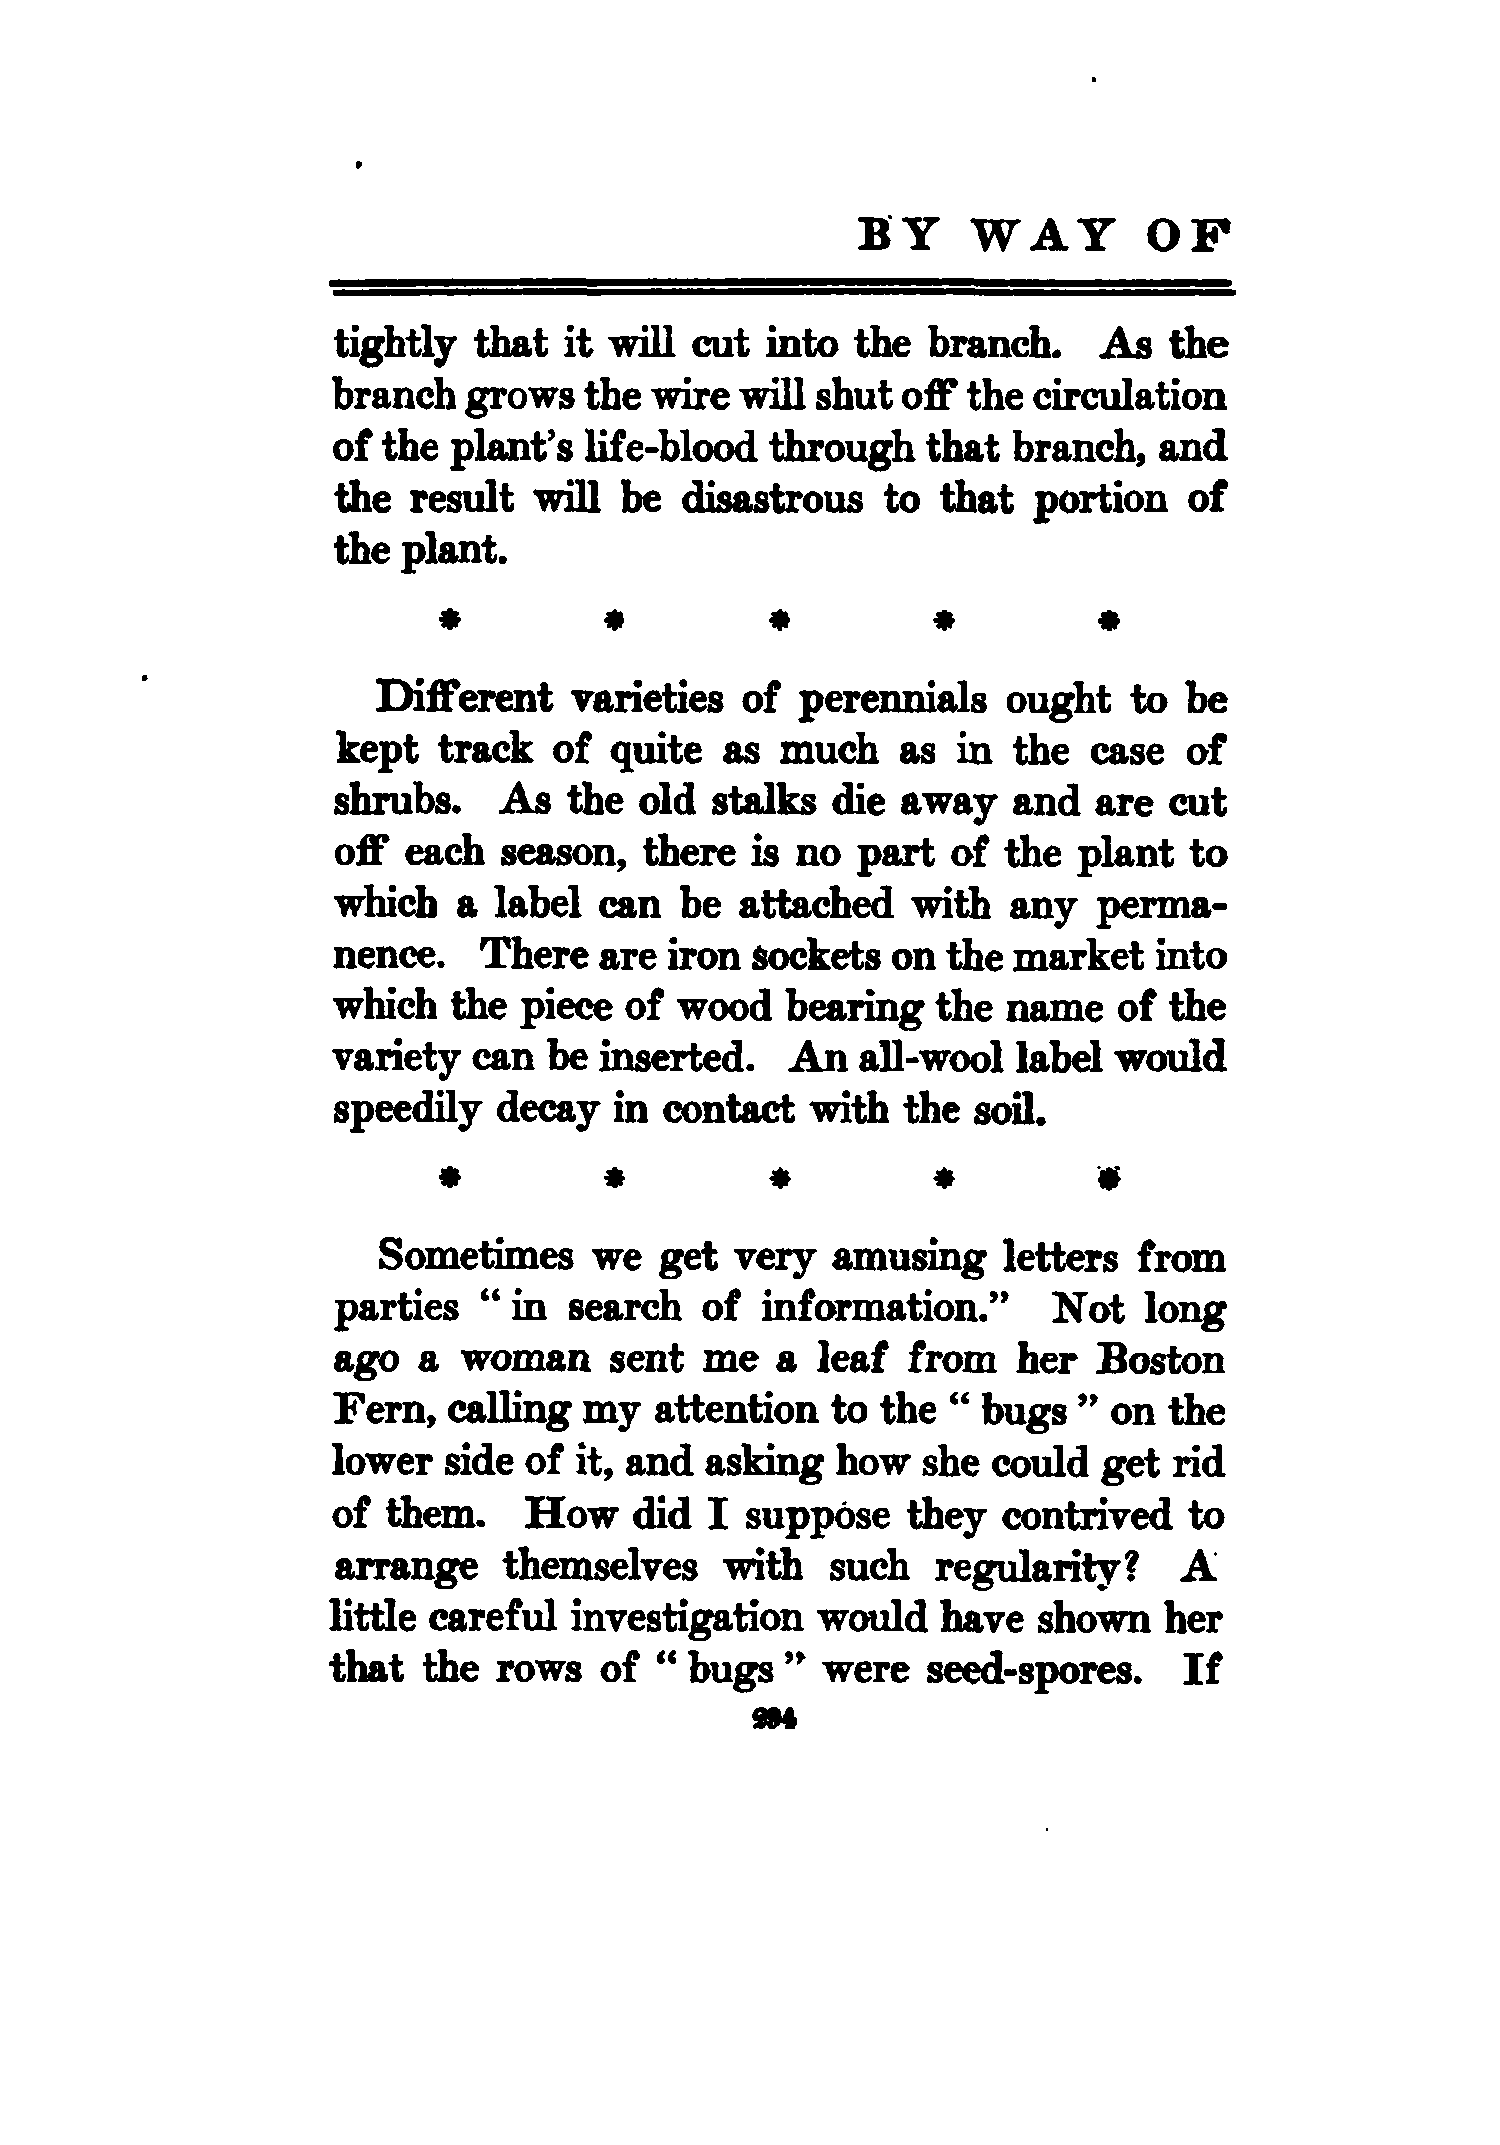 BY WAY OF
tightly that it will cut into the branch. As the
branch grows the wire will shut off the circulation
of the plant's life-blood through that branch, and
the result will be disastrous to that portion of
the plant.
* * * * *
Different varieties of perennials ought to be
kept track of quite as much as in the case of
shrubs. As the old stalks die away and are cut
off each season, there is no part of the plant to
which a label can be attached with any perma-
nence. There are iron sockets on the market into
which the piece of wood bearing the name of the
variety can be inserted. An all-wool label would
speedily decay in contact with the soil.
* * * * *
Sometimes we get very amusing letters from
parties “ in search of information.” Not long
ago a woman sent me a leaf from her Boston
Fern, calling my attention to the “ bugs ” on the
lower side of it, and asking how she could get rid
of them. How did I suppose they contrived to
arrange themselves with such regularity? A
little careful investigation would have shown her
that the rows of “ bugs ” were seed-spores. If
294